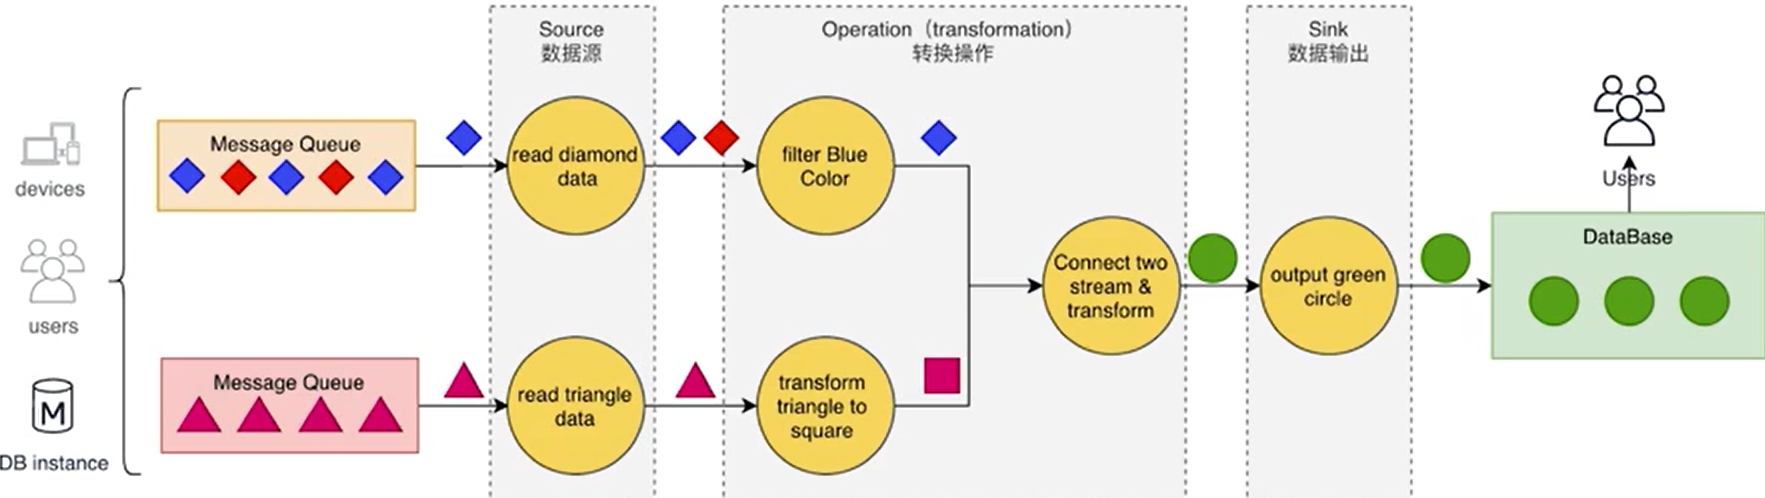 Source
数据源
Operation（transformation）
转换操作
Sink
数据输出
devices
users
M
DB instance
Message Queue
Message Queue
read diamond
data
read triangle
data
filter Blue
Color
transform
triangle to
square
Connect two
stream &
transform
output green
circle
Users
DataBase